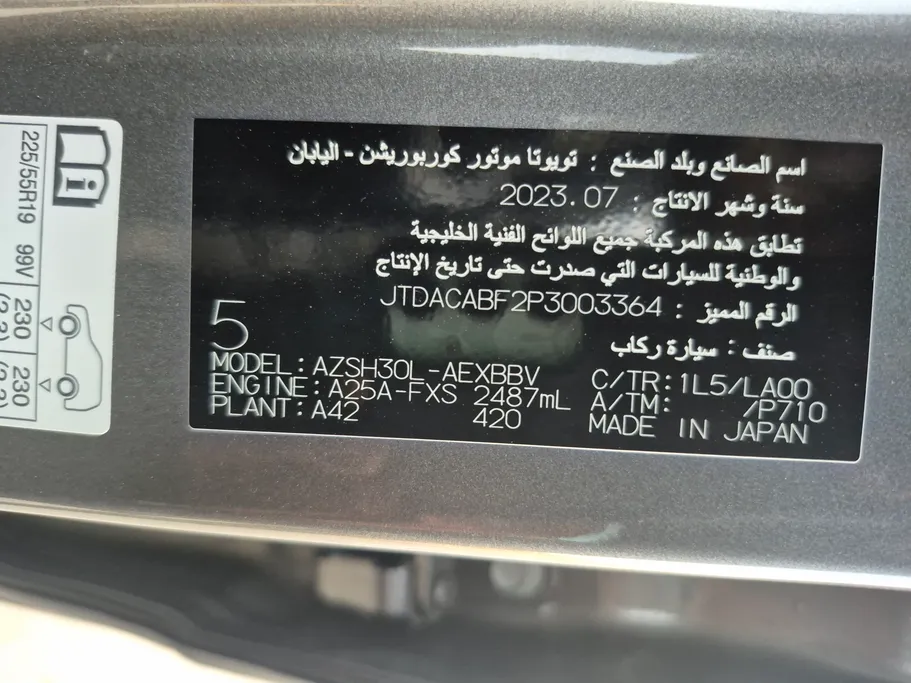 اسم الصانع وبلد الصنع : تويوتا موتور كوربوريشن - اليابان
سنة وشهر الانتاج : 2023.07
تطابق هذه المركبة جميع اللوائح الفنية الخليجية
والوطنية للسيارات التي صدرت حتى تاريخ الإنتاج
الرقم المميز : JTDACABF2P3003364
صنف : سيارة ركاب
5
MODEL:AZSH30L-AEXBBV C/TR:1L5/LA00
ENGINE:A25A-FXS 2487mL A/TM: /P710
PLANT:A42 420 MADE IN JAPAN
225/55R19 99V
230
230